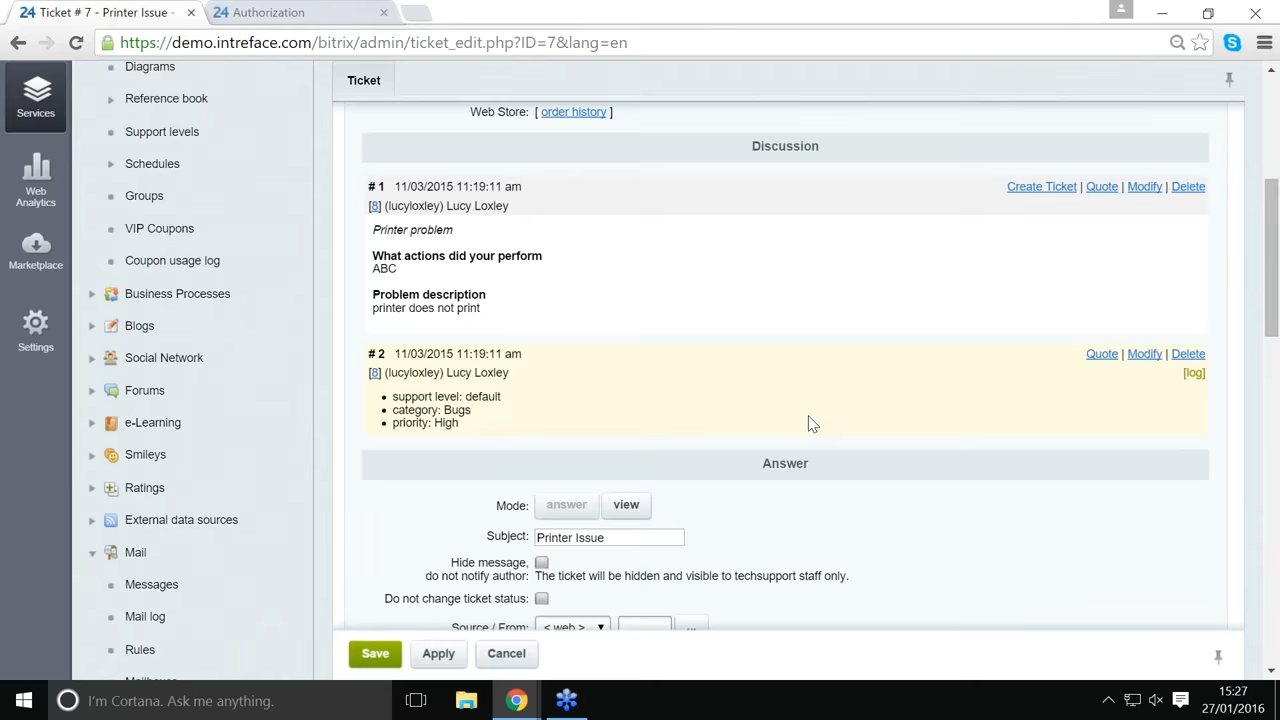 24 Ticket # 7 - Printer Issue - ×
24 Authorization ×
https://demo.intreface.com/bitrix/admin/ticket_edit.php?ID=7&lang=en
Services
Web
Analytics
Marketplace
Settings
Diagrams
Reference book
Support levels
Schedules
Groups
VIP Coupons
Coupon usage log
Business Processes
Blogs
Social Network
Forums
e-Learning
Smileys
Ratings
External data sources
Mail
Messages
Mail log
Rules
Ticket
Web Store: [ order history ]
Discussion
# 1 11/03/2015 11:19:11 am Create Ticket | Quote | Modify | Delete
[8] (lucyloxley) Lucy Loxley
Printer problem
What actions did your perform
ABC
Problem description
printer does not print
# 2 11/03/2015 11:19:11 am Quote | Modify | Delete
[8] (lucyloxley) Lucy Loxley [log]
support level: default
category: Bugs
priority: High
Answer
Mode: answer view
Subject: Printer Issue
Hide message,
do not notify author: The ticket will be hidden and visible to techsupport staff only.
Do not change ticket status:
Source / From: < web > ...
Save Apply Cancel
I'm Cortana. Ask me anything.
15:27
27/01/2016